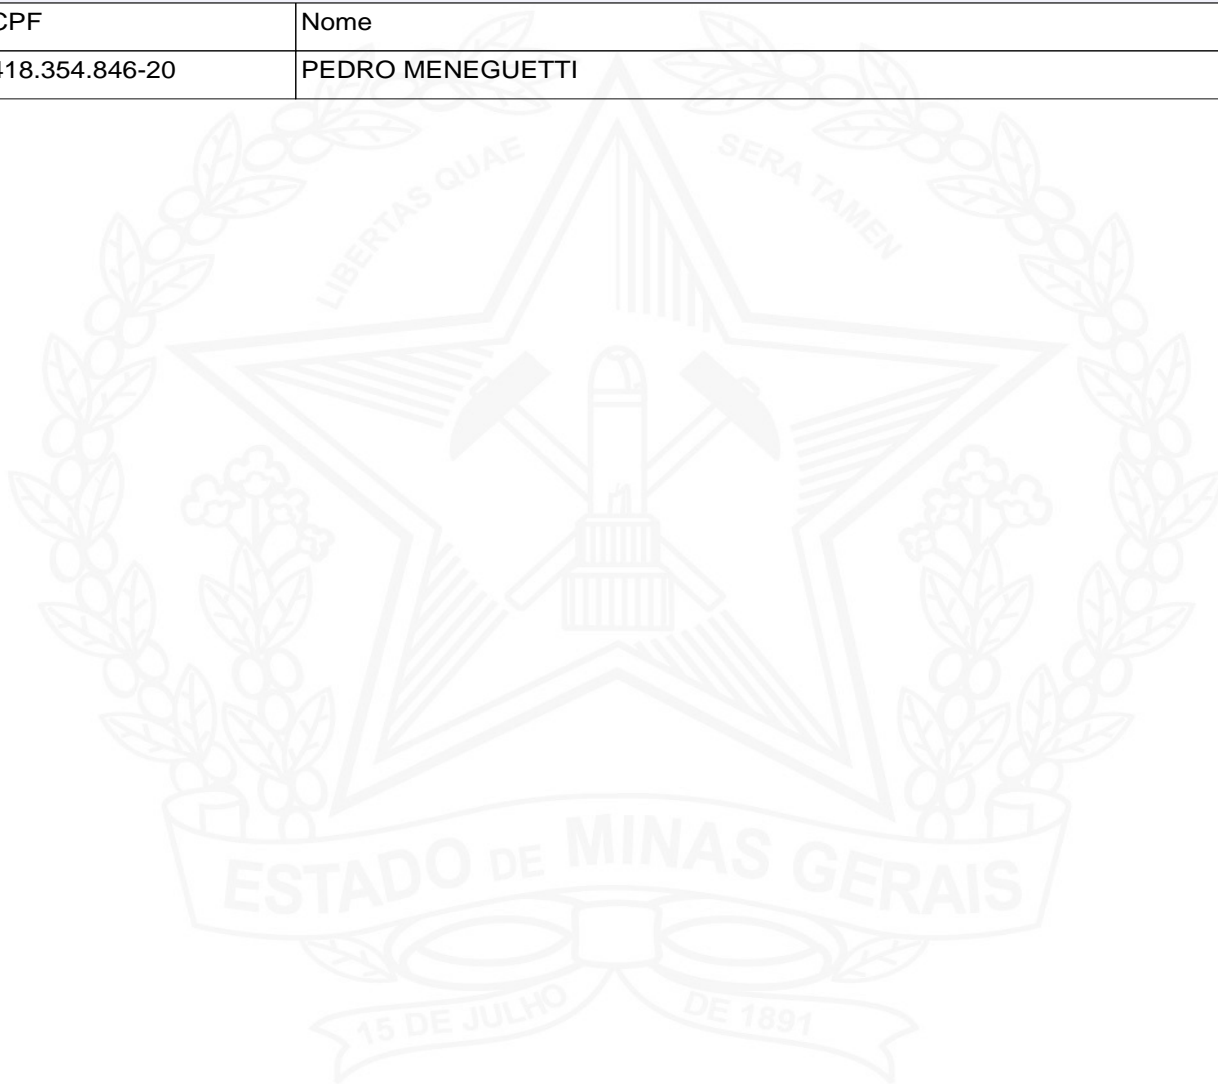 CPF Nome
418.354.846-20 PEDRO MENEGUETTI
LIBERTAS QUAE SERA TAMEN
ESTADO DE MINAS GERAIS
15 DE JULHO DE 1891